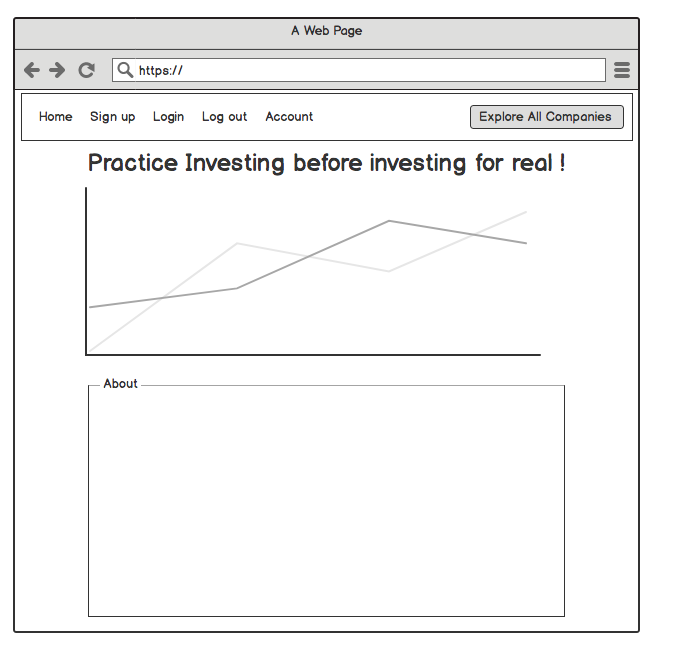 A Web Page
https://
Home Sign up Login Log out Account Explore All Companies
Practice Investing before investing for real !
About